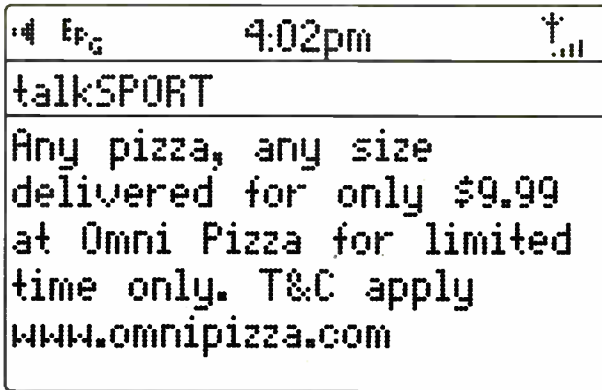 EPG 4:02pm
talkSPORT
Any pizza, any size
delivered for only $9.99
at Omni Pizza for limited
time only. T&C apply
www.omnipizza.com